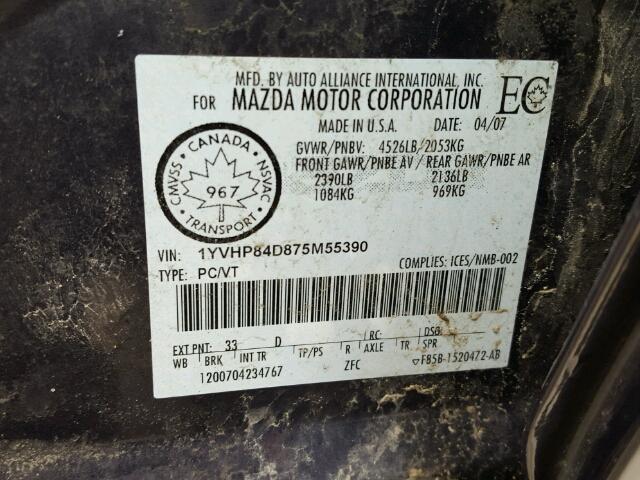 MFD. BY AUTO ALLIANCE INTERNATIONAL, INC.
FOR MAZDA MOTOR CORPORATION
EC
MADE IN U.S.A. DATE: 04/07
GVWR/PNBV: 4526LB/2053KG
FRONT GAWR/PNBE AV / REAR GAWR/PNBE AR
2390LB 2136LB
1084KG 969KG
CANADA
CMVSS NSVAC
967
TRANSPORT
VIN: 1YVHP84D875M55390
TYPE: PC/VT COMPLIES: ICES/NMB-002
EXT PNT: 33 D RC: DSG:
WB BRK INT TR TP/PS R AXLE TR SPR
1200704234767 ZFC F85B-1520472-AB